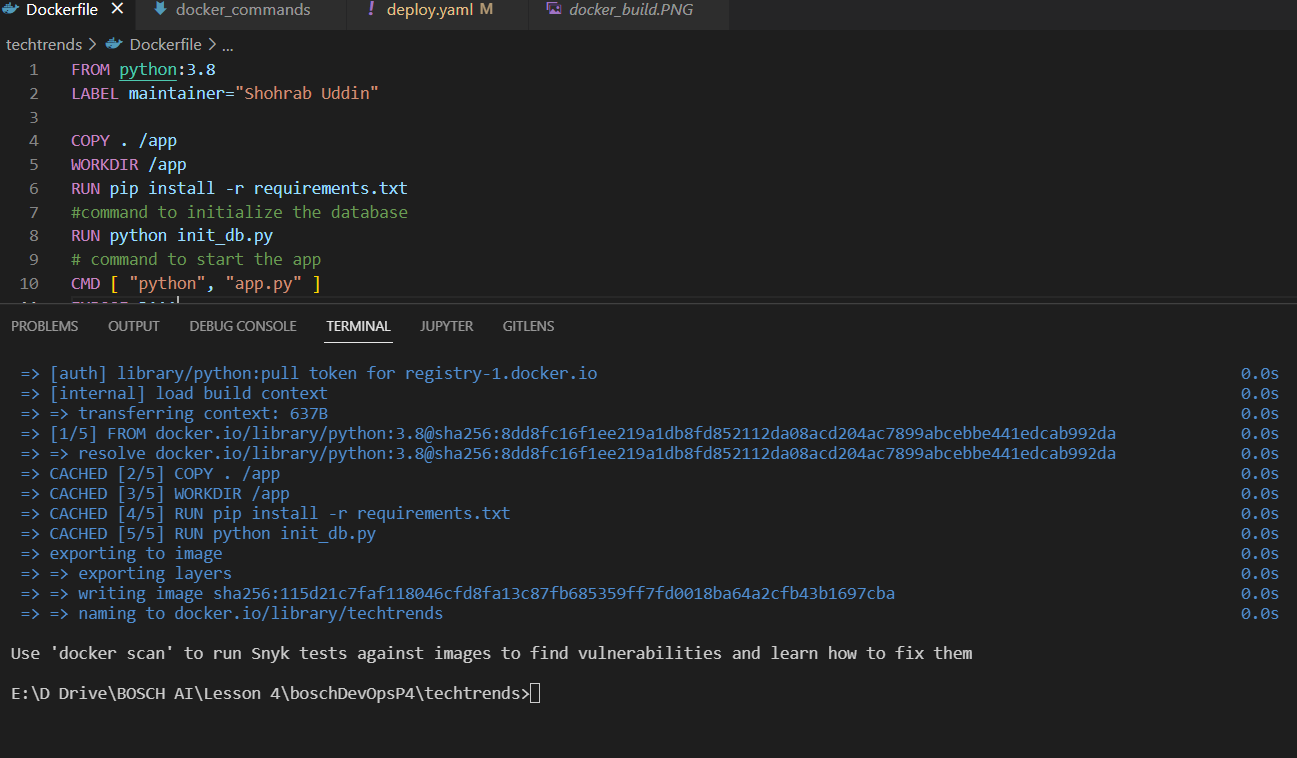 Dockerfile × docker_commands ! deploy.yaml M docker_build.PNG
techtrends > Dockerfile > ...
1 FROM python:3.8
2 LABEL maintainer="Shohrab Uddin"
3
4 COPY . /app
5 WORKDIR /app
6 RUN pip install -r requirements.txt
7 #command to initialize the database
8 RUN python init_db.py
9 # command to start the app
10 CMD [ "python", "app.py" ]
PROBLEMS OUTPUT DEBUG CONSOLE TERMINAL JUPYTER GITLENS
=> [auth] library/python:pull token for registry-1.docker.io 0.0s
=> [internal] load build context 0.0s
=> => transferring context: 637B 0.0s
=> [1/5] FROM docker.io/library/python:3.8@sha256:8dd8fc16f1ee219a1db8fd852112da08acd204ac7899abcebbe441edcab992da 0.0s
=> => resolve docker.io/library/python:3.8@sha256:8dd8fc16f1ee219a1db8fd852112da08acd204ac7899abcebbe441edcab992da 0.0s
=> CACHED [2/5] COPY . /app 0.0s
=> CACHED [3/5] WORKDIR /app 0.0s
=> CACHED [4/5] RUN pip install -r requirements.txt 0.0s
=> CACHED [5/5] RUN python init_db.py 0.0s
=> exporting to image 0.0s
=> => exporting layers 0.0s
=> => writing image sha256:115d21c7faf118046cfd8fa13c87fb685359ff7fd0018ba64a2cfb43b1697cba 0.0s
=> => naming to docker.io/library/techtrends 0.0s
Use 'docker scan' to run Snyk tests against images to find vulnerabilities and learn how to fix them
E:\D Drive\BOSCH AI\Lesson 4\boschDevOpsP4\techtrends>